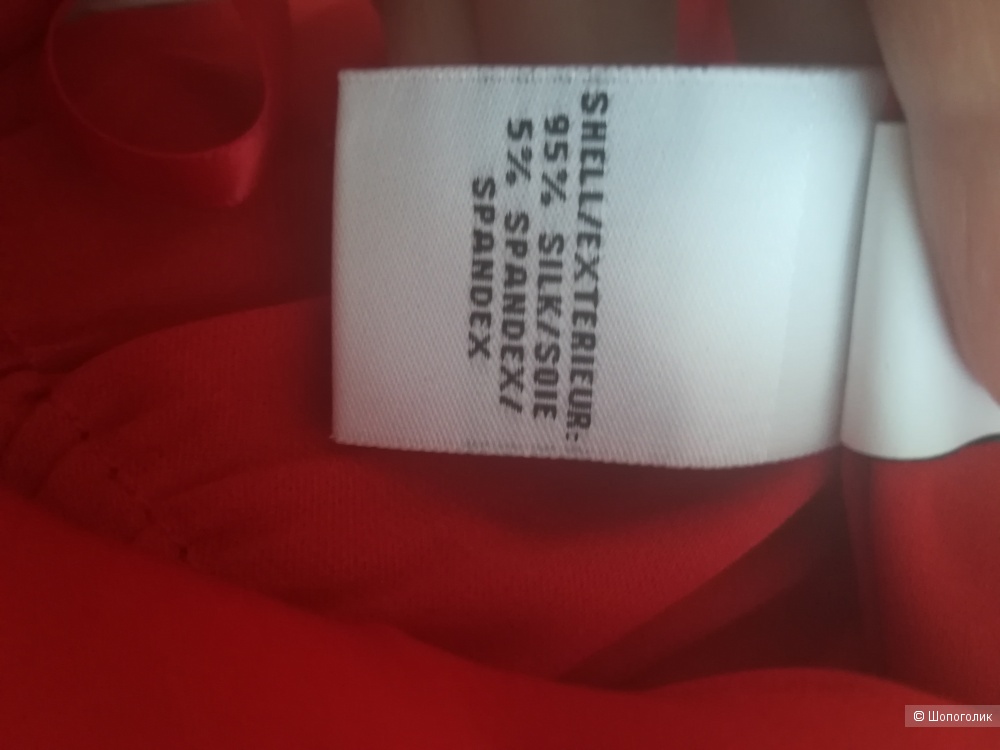 SHELL/EXTERIEUR:
95% SILK/SOIE
5% SPANDEX/
SPANDEX
© Шопоголик